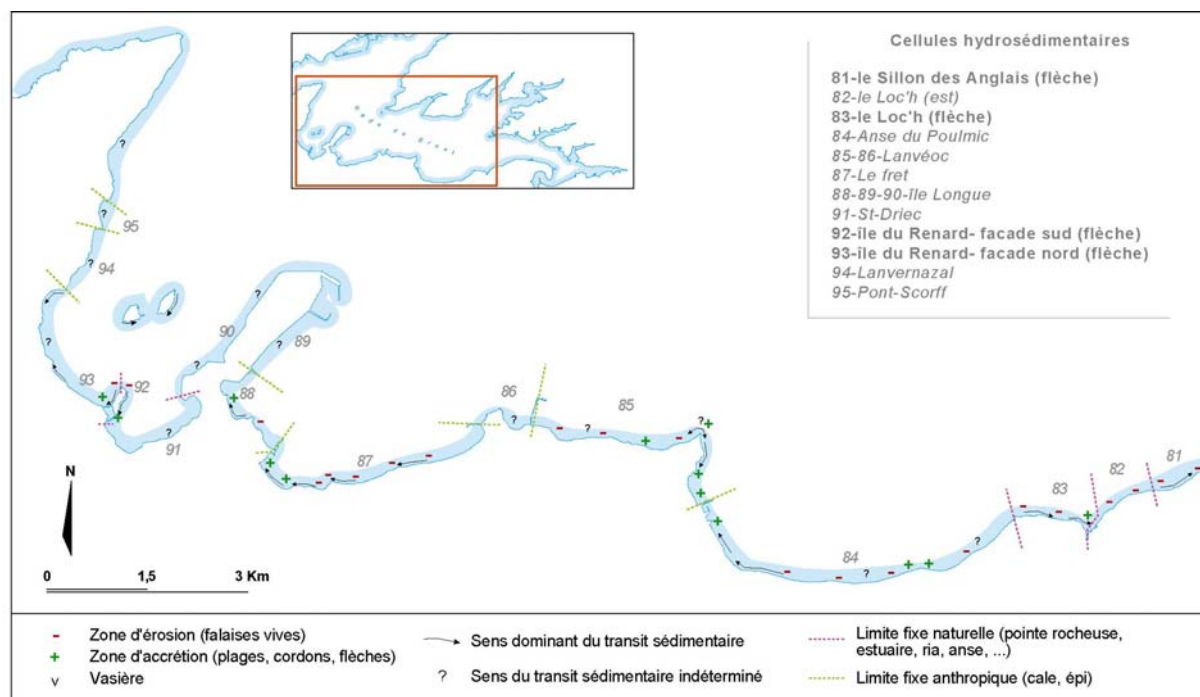 Cellules hydrosédimentaires
81-le Sillon des Anglais (flèche)
82-le Loc'h (est)
83-le Loc'h (flèche)
84-Anse du Poulmic
85-86-Lanvéoc
87-Le fret
88-89-90-île Longue
91-St-Driec
92-île du Renard- facade sud (flèche)
93-île du Renard- facade nord (flèche)
94-Lanvernazal
95-Pont-Scorff
?
?
95
?
94
?
90
?
89
?
?
93
92
88
91
?
87
86
?
85
?
?
84
?
?
83
82
81
N
0 1,5 3 Km
- Zone d'érosion (falaises vives)
+ Zone d'accrétion (plages, cordons, flèches)
v Vasière
Sens dominant du transit sédimentaire
? Sens du transit sédimentaire indéterminé
Limite fixe naturelle (pointe rocheuse,
estuaire, ria, anse, ...)
Limite fixe anthropique (cale, épi)